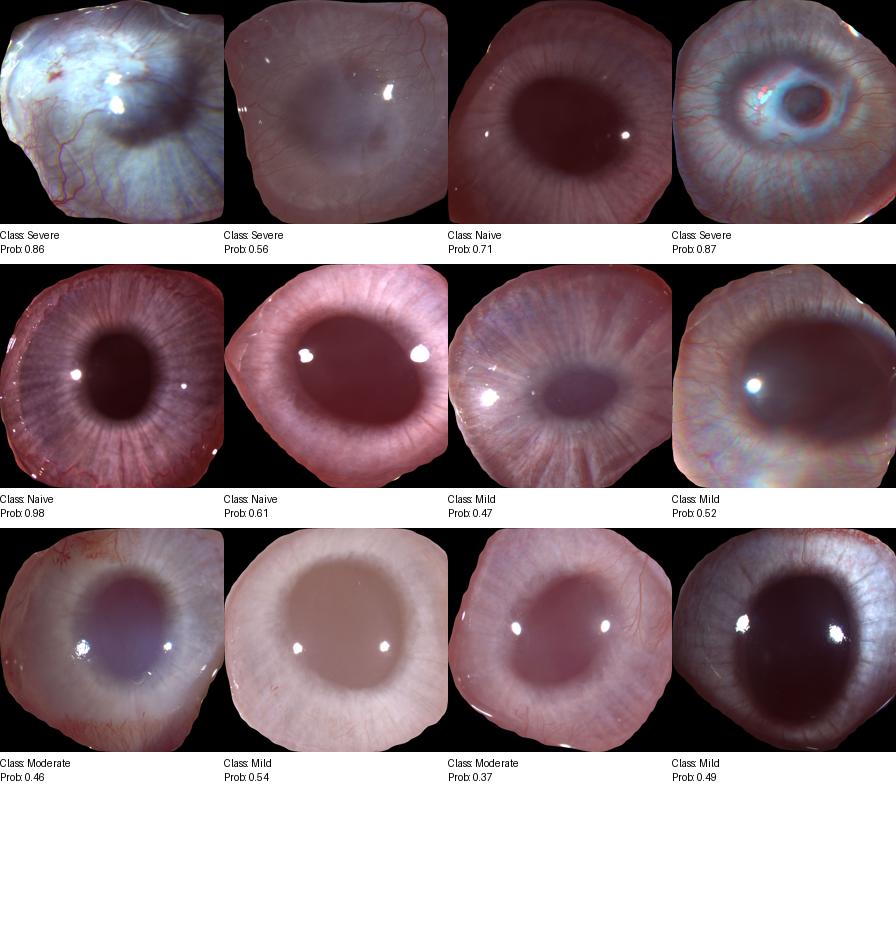 Class: Severe
Prob: 0.86
Class: Severe
Prob: 0.56
Class: Naive
Prob: 0.71
Class: Severe
Prob: 0.87
Class: Naive
Prob: 0.98
Class: Naive
Prob: 0.61
Class: Mild
Prob: 0.47
Class: Mild
Prob: 0.52
Class: Moderate
Prob: 0.46
Class: Mild
Prob: 0.54
Class: Moderate
Prob: 0.37
Class: Mild
Prob: 0.49